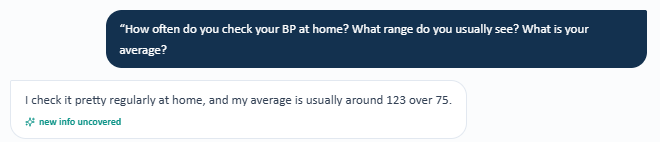 “How often do you check your BP at home? What range do you usually see? What is your
average?
I check it pretty regularly at home, and my average is usually around 123 over 75.
new info uncovered